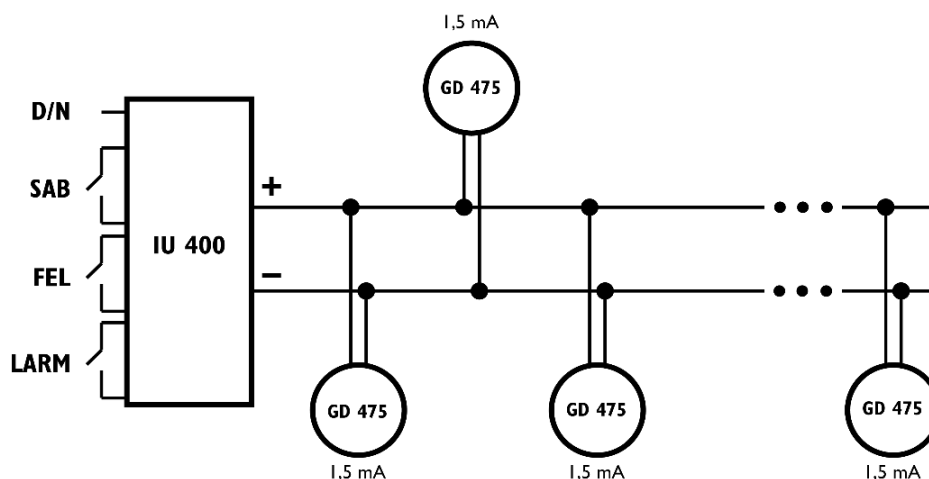 1,5 mA
GD 475
D/N
SAB
FEL
LARM
IU 400
+
−
GD 475
GD 475
GD 475
1,5 mA
1,5 mA
1,5 mA